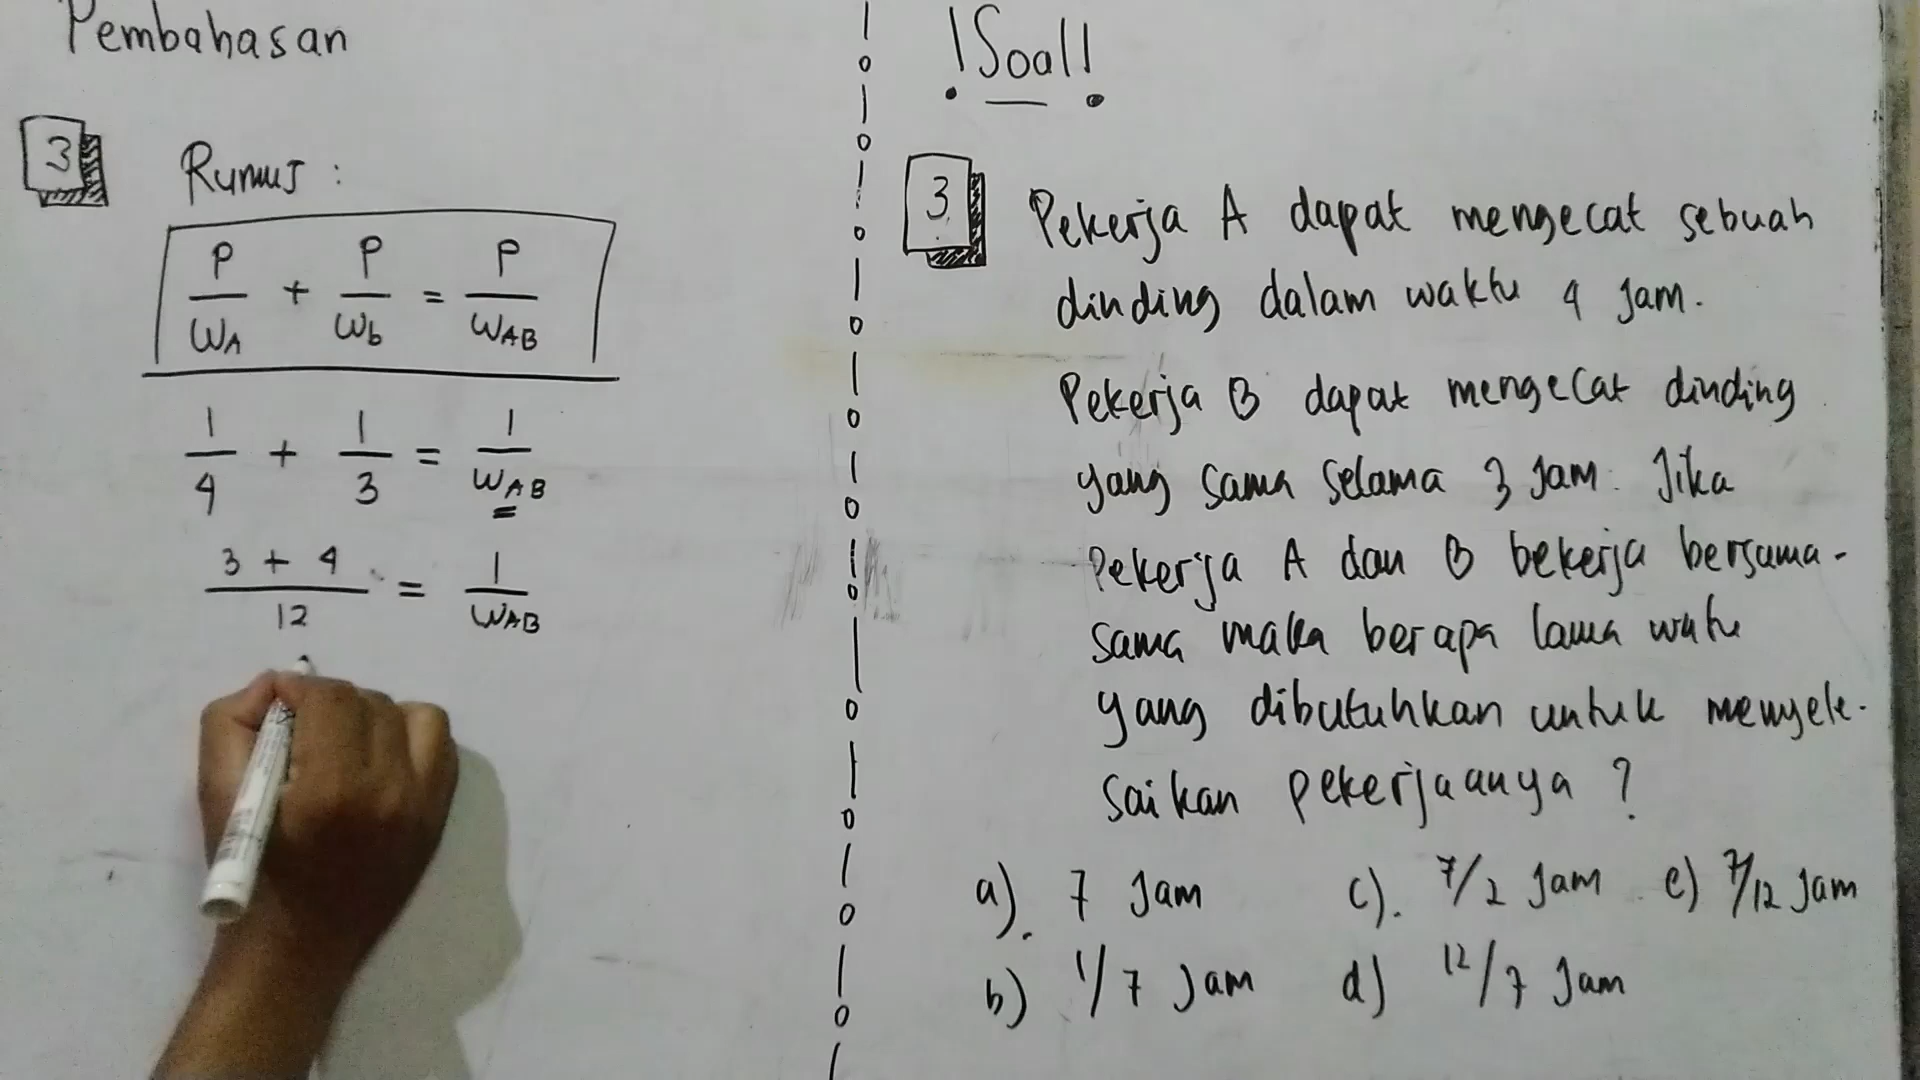 Pembahasan
3 Rumus :
P/WA + P/Wb = P/WAB
1/4 + 1/3 = 1/WAB
3 + 4/12 = 1/WAB
! Soal !
3 Pekerja A dapat mengecat sebuah
dinding dalam waktu 4 Jam.
Pekerja B dapat mengecat dinding
yang sama selama 3 Jam. Jika
Pekerja A dan B bekerja bersama-
sama maka berapa lama watu
yang dibutuhkan untuk menyele-
saikan pekerjaanya ?
a). 7 Jam c). 7/2 Jam e) 7/12 Jam
b) 1/7 Jam d) 12/7 Jam